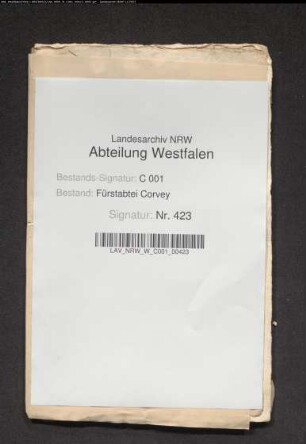 Landesarchiv NRW
Abteilung Westfalen
Bestands-Signatur: C 001
Bestand: Fürstabtei Corvey
Signatur: Nr. 423
LAV_NRW_W_C001_00423